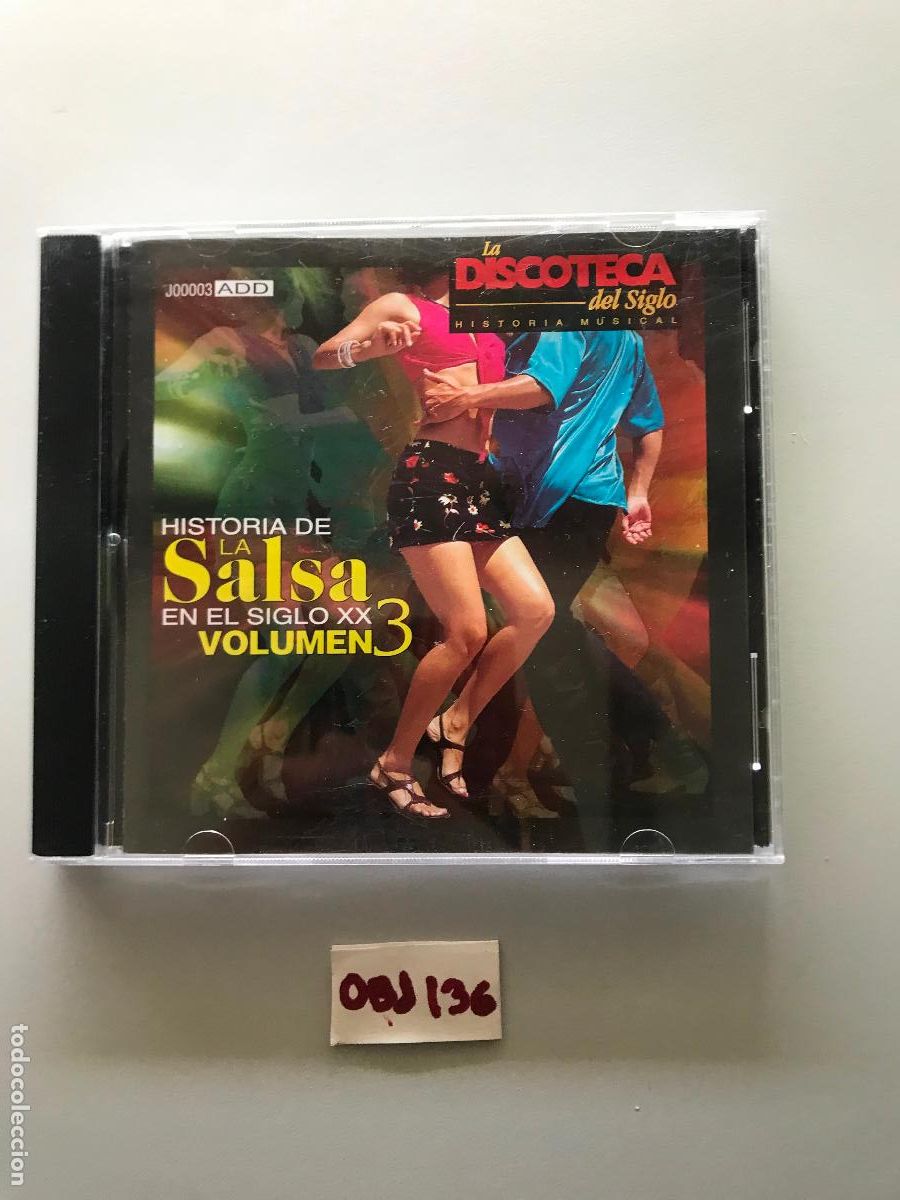 La
DISCOTECA
del Siglo
HISTORIA MUSICAL
J00003 ADD
HISTORIA DE
LA
Salsa
EN EL SIGLO XX
VOLUMEN 3
OBJ 136
todocoleccion